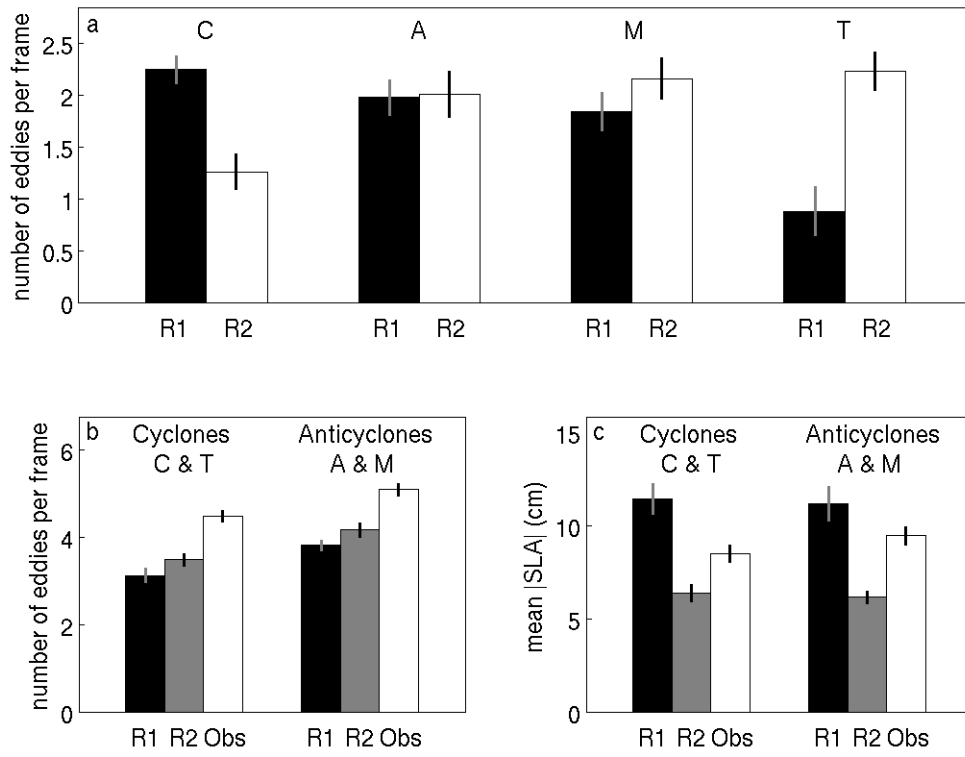 a
C A M T
number of eddies per frame
2.5
2
1.5
1
0.5
0
R1 R2 R1 R2 R1 R2 R1 R2
b
Cyclones Anticyclones
C & T A & M
number of eddies per frame
6
4
2
0
R1 R2 Obs R1 R2 Obs
c
Cyclones Anticyclones
C & T A & M
mean |SLA| (cm)
15
10
5
0
R1 R2 Obs R1 R2 Obs